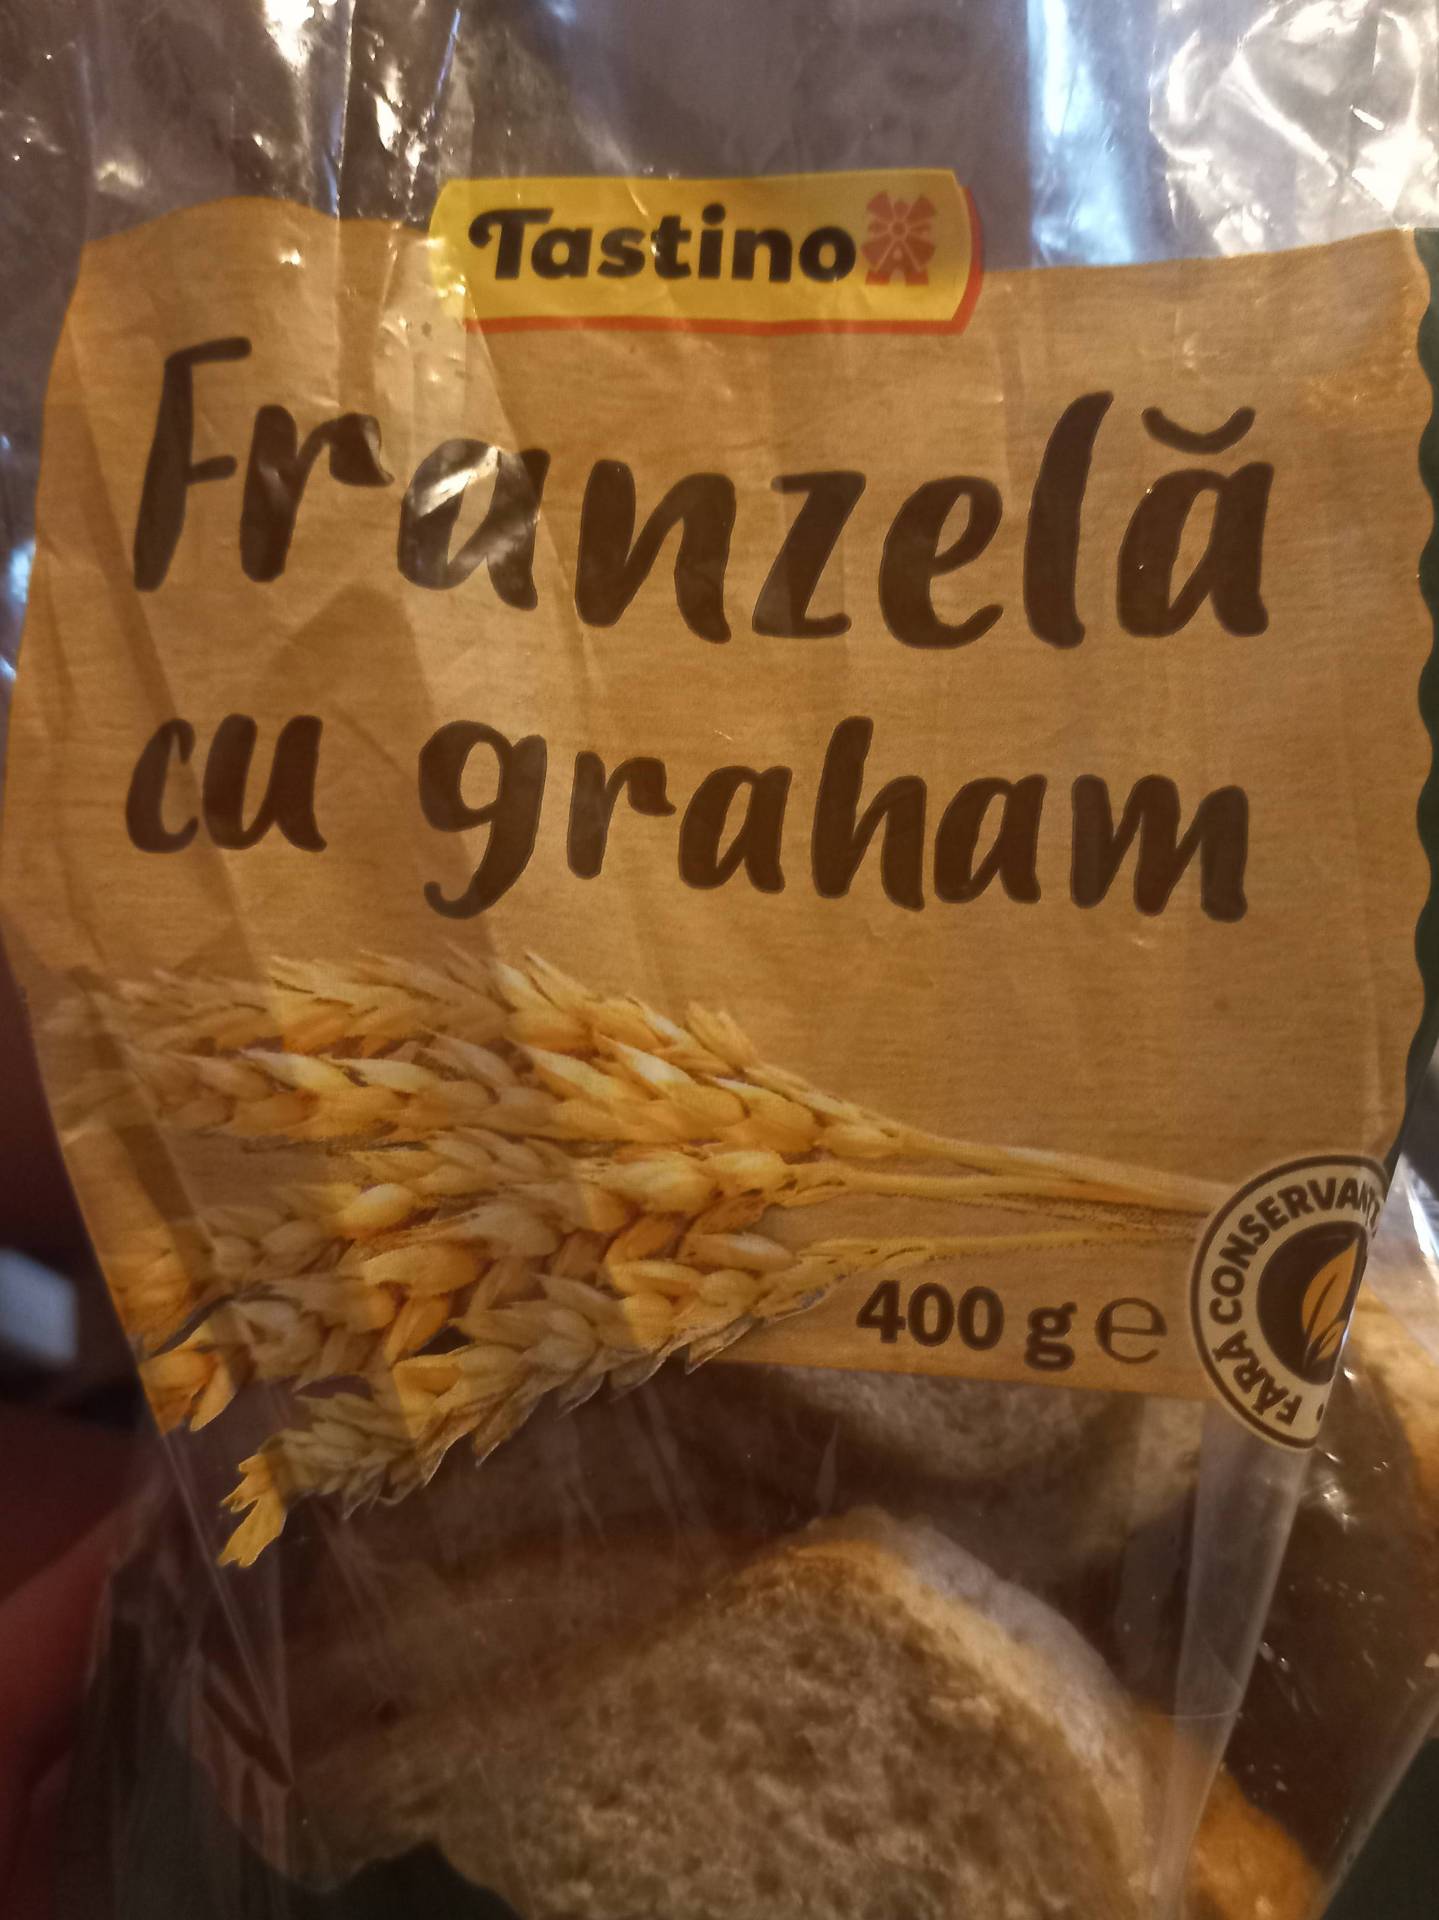 Tastino
Franzelă
cu graham
400 g e
FĂRĂ CONSERVANȚI